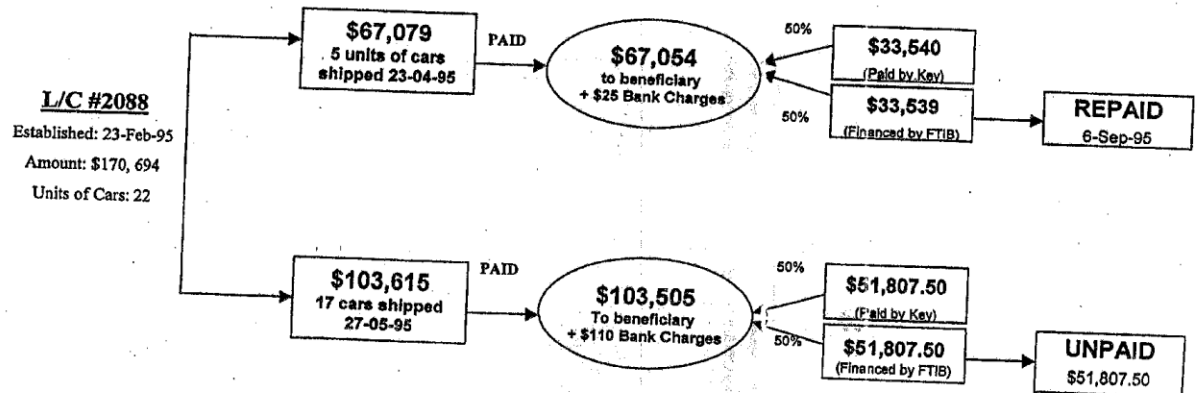 L/C #2088
Established: 23-Feb-95
Amount: $170, 694
Units of Cars: 22
$67,079
5 units of cars
shipped 23-04-95
PAID
$67,054
to beneficiary
+ $25 Bank Charges
50%
50%
$33,540
(Paid by Key)
$33,539
(Financed by FTIB)
REPAID
6-Sep-95
$103,615
17 cars shipped
27-05-95
PAID
$103,505
To beneficiary
+ $110 Bank Charges
50%
50%
$51,807.50
(Paid by Key)
$51,807.50
(Financed by FTIB)
UNPAID
$51,807.50